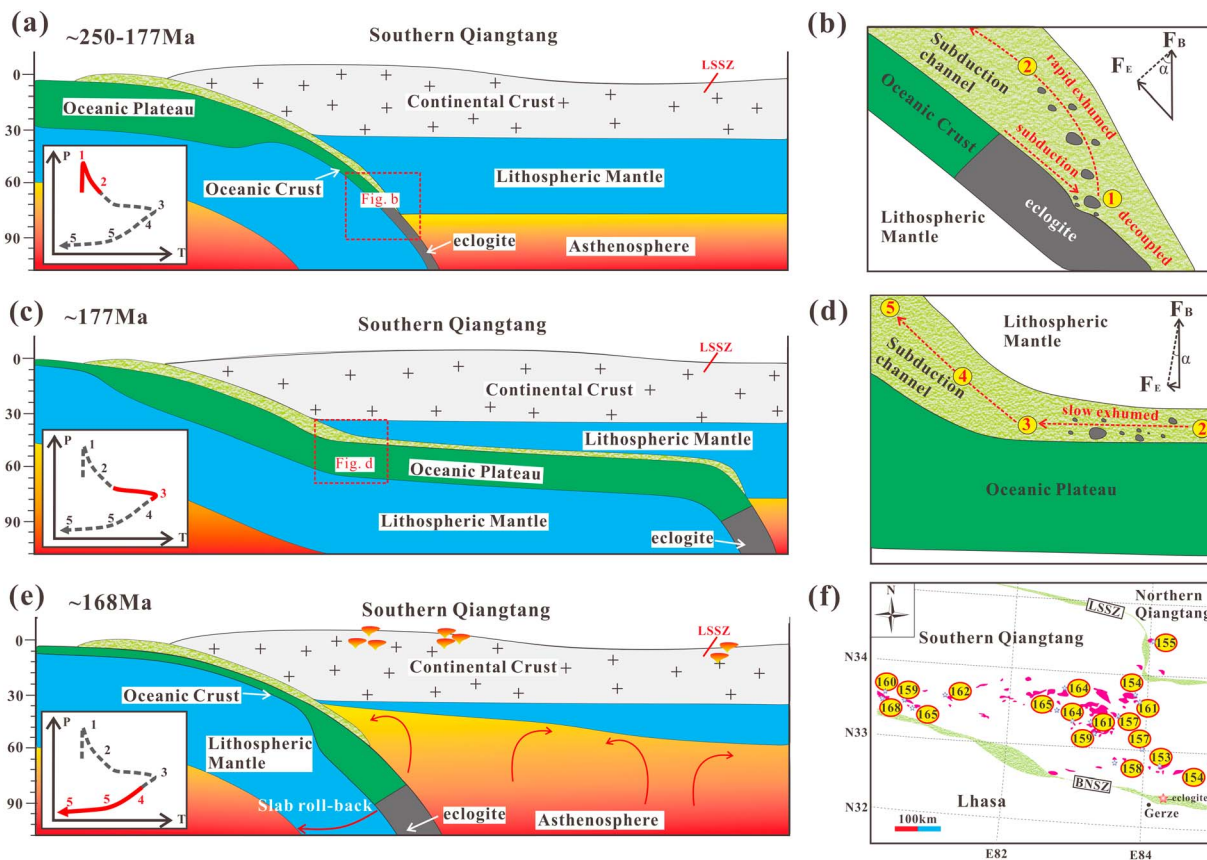 (a)
~250-177Ma
Southern Qiangtang
LSSZ
0
30
60
90
Oceanic Plateau
Continental Crust
Oceanic Crust
Lithospheric Mantle
Fig. b
eclogite
Asthenosphere
P
1
2
3
4
5
5
T
(b)
Subduction
channel
2
rapid exhumed
FB
FE
α
Oceanic Crust
subduction
1
eclogite
decoupled
Lithospheric
Mantle
(c)
~177Ma
Southern Qiangtang
LSSZ
0
30
60
90
Continental Crust
Lithospheric Mantle
Fig. d
Oceanic Plateau
Lithospheric Mantle
eclogite
P
1
2
3
4
5
5
T
(d)
5
Lithospheric
Mantle
FB
α
FE
Subduction
channel
4
slow exhumed
3
2
Oceanic Plateau
(e)
~168Ma
Southern Qiangtang
LSSZ
0
30
60
90
Continental Crust
Oceanic Crust
Lithospheric
Mantle
Slab roll-back
eclogite
Asthenosphere
P
1
2
3
4
5
5
T
(f)
N
LSSZ
Northern
Qiangtang
Southern Qiangtang
155
N34
160
159
162
164
154
168
165
165
164
161
161
157
N33
159
157
153
158
154
BNSZ
eclogite
N32
Lhasa
Gerze
100km
E82
E84